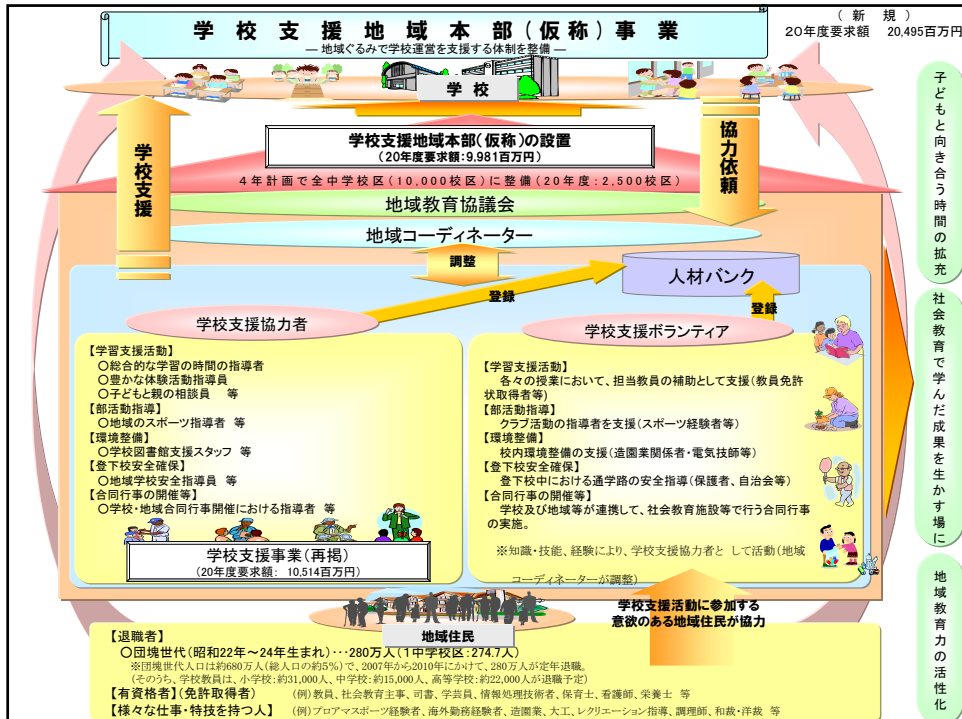 学校支援地域本部(仮称)事業
― 地域ぐるみで学校運営を支援する体制を整備 ―
(新規)
20年度要求額 20,495百万円
学校
学校支援地域本部(仮称)の設置
(20年度要求額:9,981百万円)
4年計画で全中学校区(10,000校区)に整備(20年度:2,500校区)
学校支援
協力依頼
地域教育協議会
地域コーディネーター
調整
人材バンク
登録
登録
学校支援協力者
【学習支援活動】
○総合的な学習の時間の指導者
○豊かな体験活動指導員
○子どもと親の相談員 等
【部活動指導】
○地域のスポーツ指導者 等
【環境整備】
○学校図書館支援スタッフ 等
【登下校安全確保】
○地域学校安全指導員 等
【合同行事の開催等】
○学校・地域合同行事開催における指導者 等
学校支援事業(再掲)
(20年度要求額: 10,514百万円)
学校支援ボランティア
【学習支援活動】
各々の授業において、担当教員の補助として支援(教員免許
状取得者等)
【部活動指導】
クラブ活動の指導者を支援(スポーツ経験者等)
【環境整備】
校内環境整備の支援(造園業関係者・電気技師等)
【登下校安全確保】
登下校中における通学路の安全指導(保護者、自治会等)
【合同行事の開催等】
学校及び地域等が連携して、社会教育施設等で行う合同行事
の実施。
※知識・技能、経験により、学校支援協力者と して活動(地域
コーディネーターが調整)
学校支援活動に参加する
意欲のある地域住民が協力
地域住民
【退職者】
○団塊世代(昭和22年~24年生まれ)・・・280万人(1中学校区:274.7人)
※団塊世代人口は約680万人(総人口の約5%)で、2007年から2010年にかけて、280万人が定年退職。
(そのうち、学校教員は、小学校:約31,000人、中学校:約15,000人、高等学校:約22,000人が退職予定)
【有資格者】(免許取得者) (例)教員、社会教育主事、司書、学芸員、情報処理技術者、保育士、看護師、栄養士 等
【様々な仕事・特技を持つ人】 (例)プロアマスポーツ経験者、海外勤務経験者、造園業、大工、レクリエーション指導、調理師、和裁・洋裁 等
子どもと向き合う時間の拡充
社会教育で学んだ成果を生かす場に
地域教育力の活性化